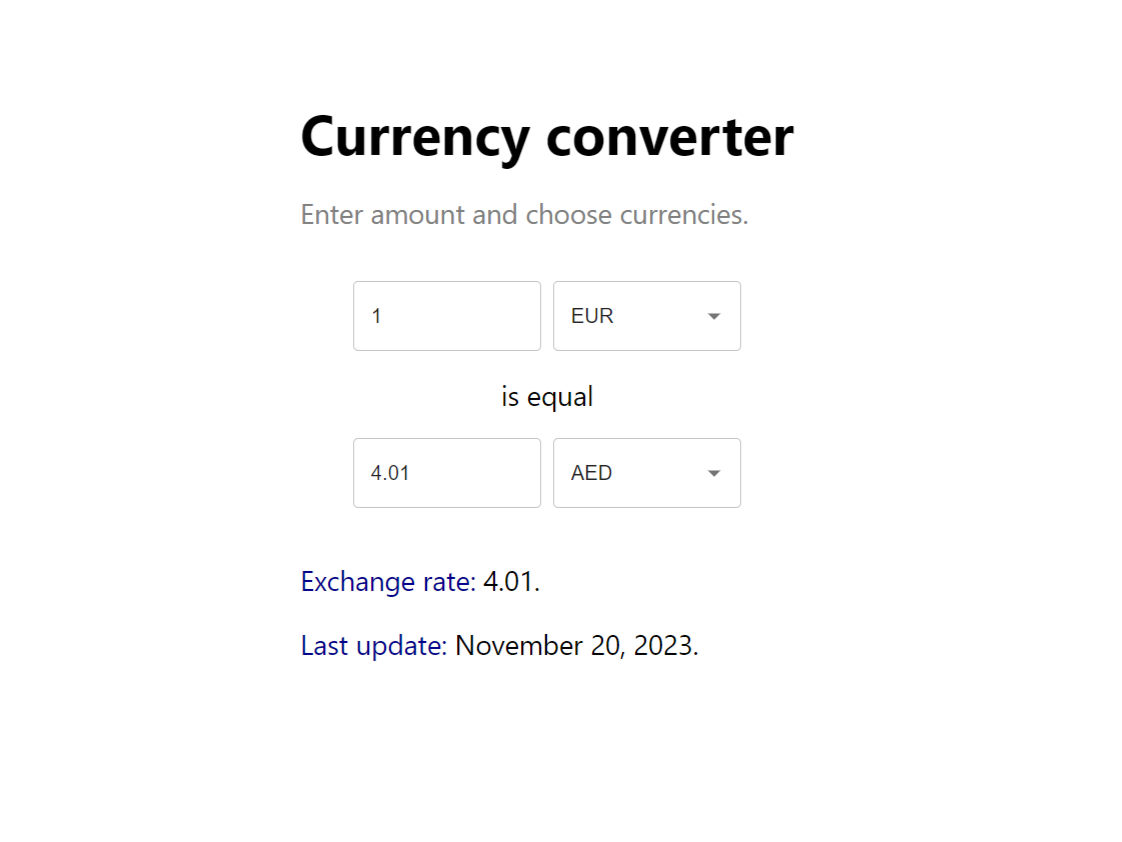 Currency converter
Enter amount and choose currencies.
1 EUR
is equal
4.01 AED
Exchange rate: 4.01.
Last update: November 20, 2023.